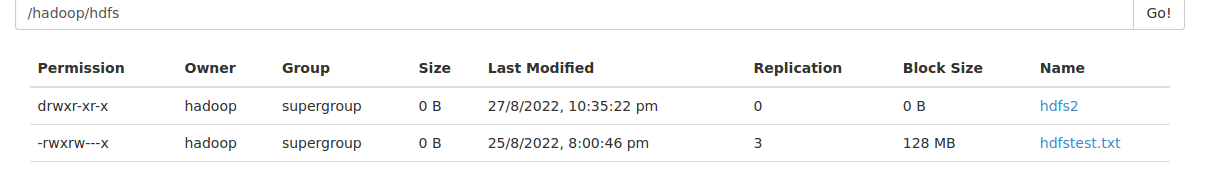 /hadoop/hdfs Go!
Permission Owner Group Size Last Modified Replication Block Size Name
drwxr-xr-x hadoop supergroup 0 B 27/8/2022, 10:35:22 pm 0 0 B hdfs2
-rwxrw---x hadoop supergroup 0 B 25/8/2022, 8:00:46 pm 3 128 MB hdfstest.txt